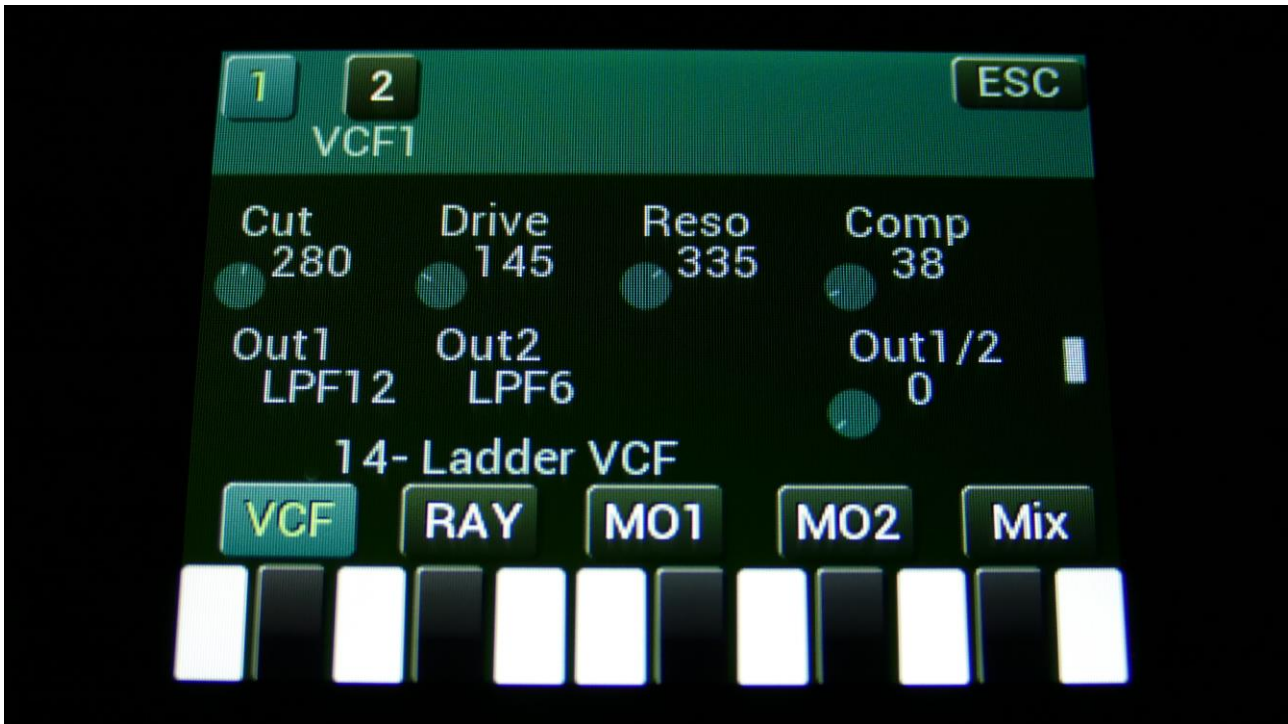 1 2 ESC
VCF1
Cut Drive Reso Comp
280 145 335 38
Out1 Out2 Out1/2
LPF12 LPF6 0
14- Ladder VCF
VCF RAY MO1 MO2 Mix